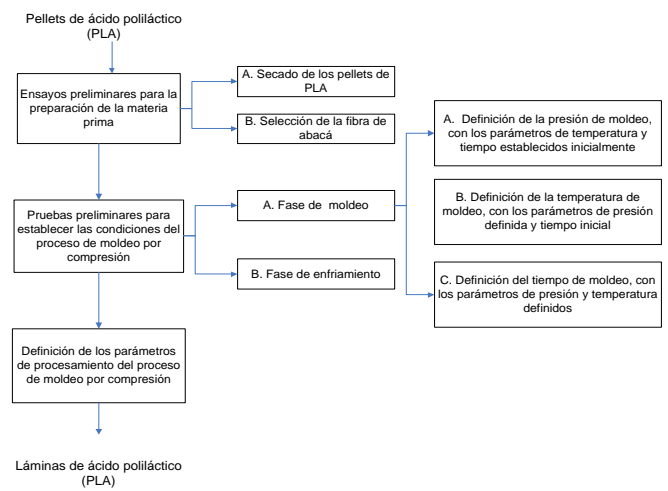 Pellets de ácido poliláctico
(PLA)
Ensayos preliminares para la
preparación de la materia
prima
A. Secado de los pellets de
PLA
B. Selección de la fibra de
abacá
Pruebas preliminares para
establecer las condiciones del
proceso de moldeo por
compresión
A. Fase de moldeo
B. Fase de enfriamiento
A. Definición de la presión de moldeo,
con los parámetros de temperatura y
tiempo establecidos inicialmente
B. Definición de la temperatura de
moldeo, con los parámetros de presión
definida y tiempo inicial
C. Definición del tiempo de moldeo, con
los parámetros de presión y temperatura
definidos
Definición de los parámetros
de procesamiento del proceso
de moldeo por compresión
Láminas de ácido poliláctico
(PLA)